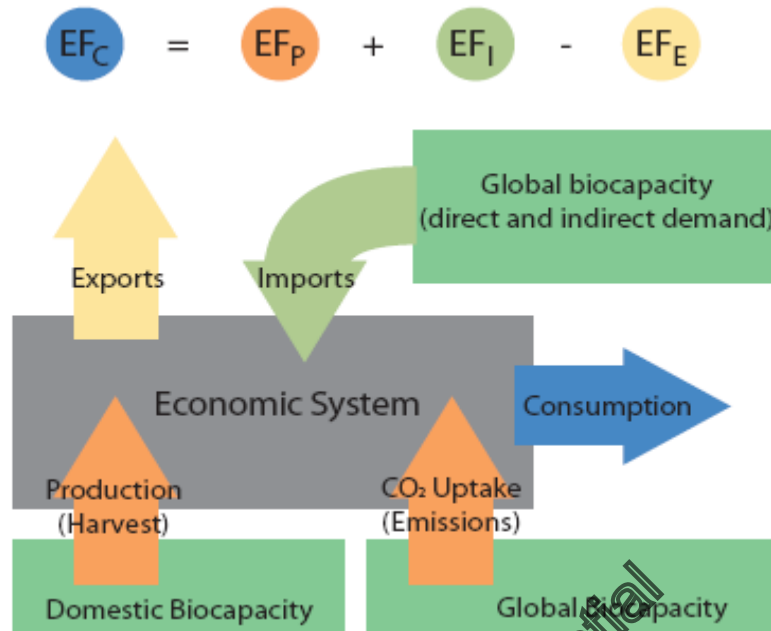 EFC = EFP + EFI - EFE
Global biocapacity
(direct and indirect demand)
Exports
Imports
Economic System
Consumption
Production
(Harvest)
CO₂ Uptake
(Emissions)
Domestic Biocapacity
Global Biocapacity